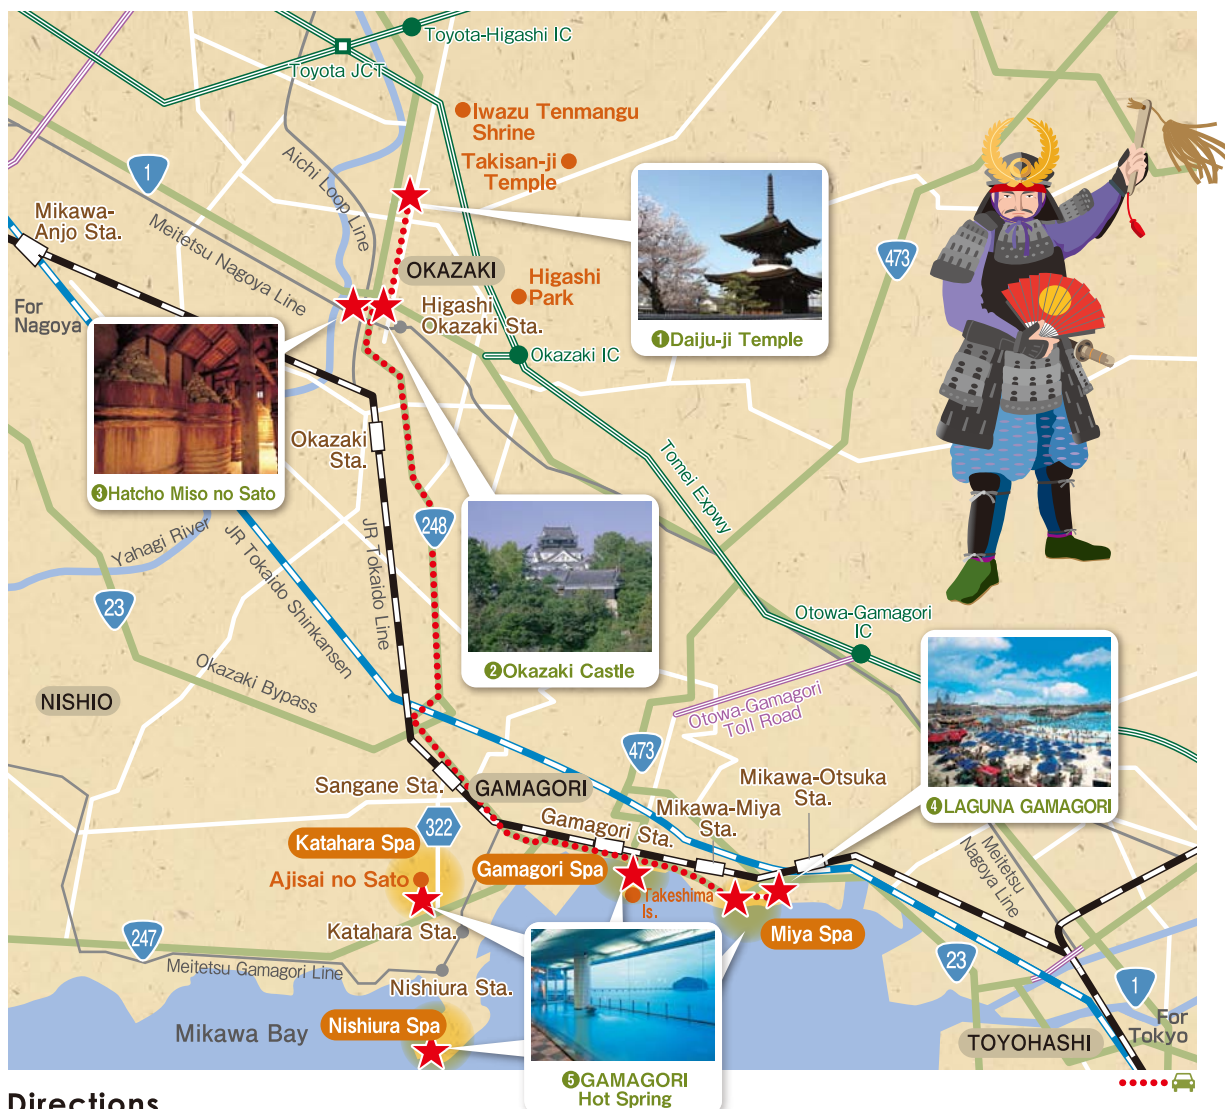 Toyota-Higashi IC
Toyota JCT
Iwazu Tenmangu
Shrine
Takisan-ji
Temple
1
Aichi Loop Line
Mikawa-
Anjo Sta.
Meitetsu Nagoya Line
473
OKAZAKI
Higashi
Park
For
Nagoya
Higashi
Okazaki Sta.
❶Daiju-ji Temple
Okazaki IC
Okazaki
Sta.
❸Hatcho Miso no Sato
Tomei Expwy
248
Yahagi River
JR Tokaido Shinkansen
JR Tokaido Line
23
Otowa-Gamagori
IC
❷Okazaki Castle
Okazaki Bypass
NISHIO
Otowa-Gamagori
Toll Road
473
Sangane Sta.
GAMAGORI
Mikawa-Otsuka
Sta.
Mikawa-Miya
Sta.
❹LAGUNA GAMAGORI
322
Gamagori Sta.
Katahara Spa
Gamagori Spa
Meitetsu
Nagoya Line
Ajisai no Sato
Takeshima
Is.
Katahara Sta.
Miya Spa
247
Meitetsu Gamagori Line
23
Nishiura Sta.
1
Mikawa Bay
Nishiura Spa
For
Tokyo
TOYOHASHI
❺GAMAGORI
Hot Spring
Directions